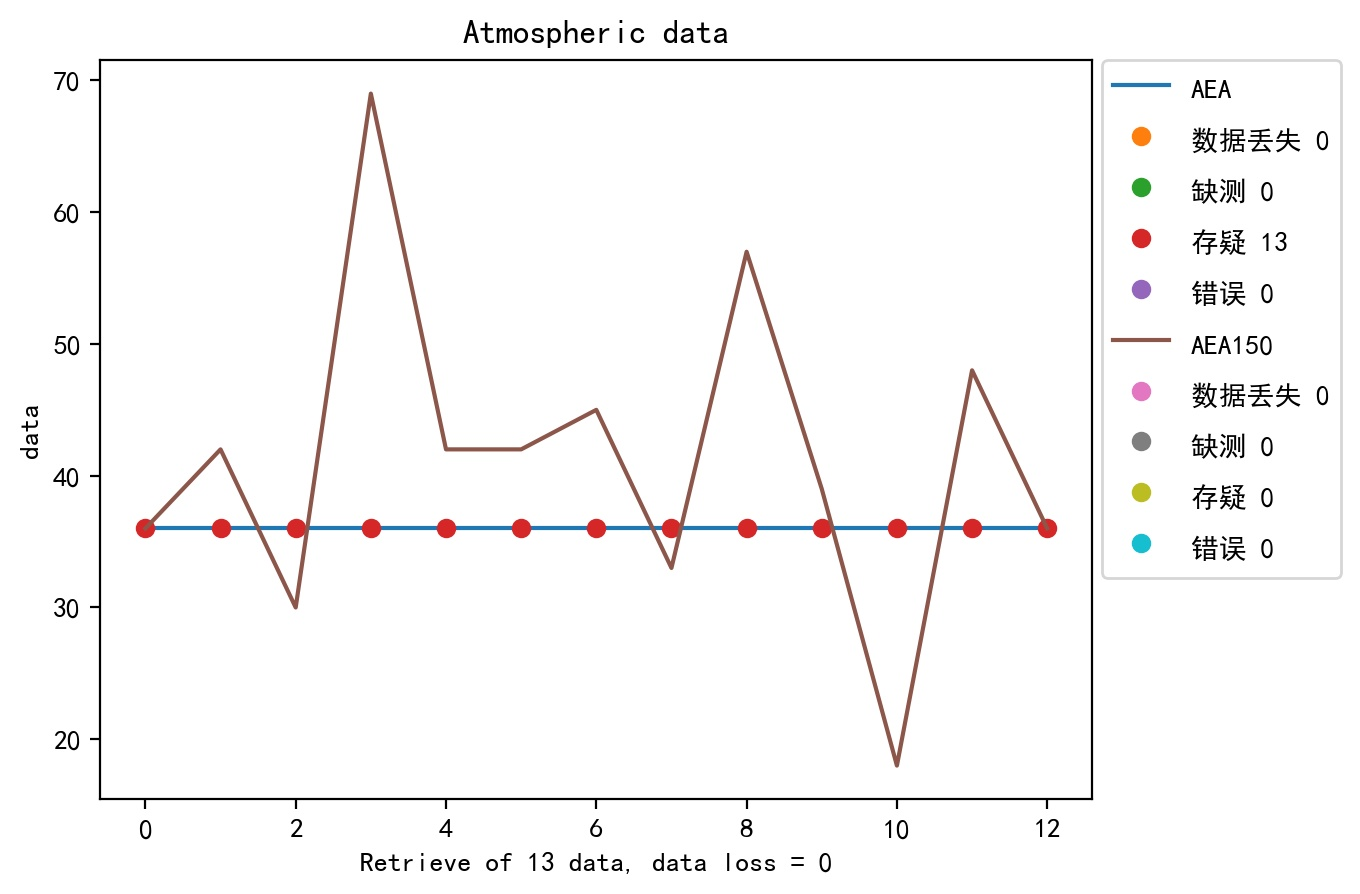 Atmospheric data
70
60
50
40
30
20
data
0 2 4 6 8 10 12
Retrieve of 13 data, data loss = 0
AEA
数据丢失 0
缺测 0
存疑 13
错误 0
AEA150
数据丢失 0
缺测 0
存疑 0
错误 0